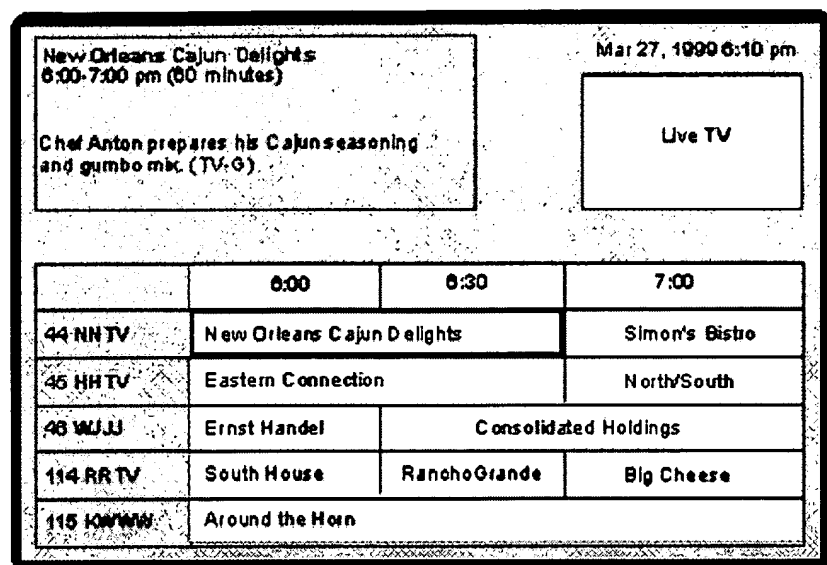 New Orleans Cajun Delights
6:00-7:00 pm (60 minutes)
Chef Anton prepares his Cajun seasoning
and gumbo mix. (TV-G)
Mar 27, 1999 6:10 pm
Live TV
6:00 6:30 7:00
44 NNTV New Orleans Cajun Delights Simon's Bistro
45 HHTV Eastern Connection North/South
46 WJJJ Ernst Handel Consolidated Holdings
114 RRTV South House RanchoGrande Big Cheese
115 KWWW Around the Horn